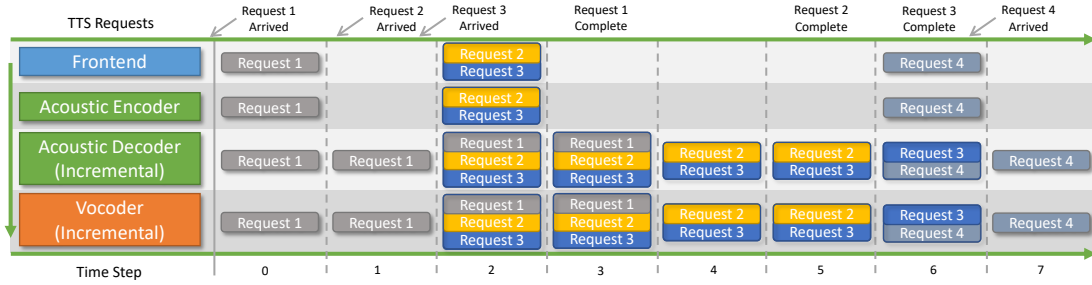 TTS Requests
Request 1
Arrived
Request 2
Arrived
Request 3
Arrived
Request 1
Complete
Request 2
Complete
Request 3
Complete
Request 4
Arrived
Frontend
Request 1
Request 2
Request 3
Request 4
Acoustic Encoder
Request 1
Request 2
Request 3
Request 4
Acoustic Decoder
(Incremental)
Request 1
Request 1
Request 1
Request 2
Request 3
Request 1
Request 2
Request 3
Request 2
Request 3
Request 2
Request 3
Request 3
Request 4
Request 4
Vocoder
(Incremental)
Request 1
Request 1
Request 1
Request 2
Request 3
Request 1
Request 2
Request 3
Request 2
Request 3
Request 2
Request 3
Request 3
Request 4
Request 4
Time Step
0
1
2
3
4
5
6
7